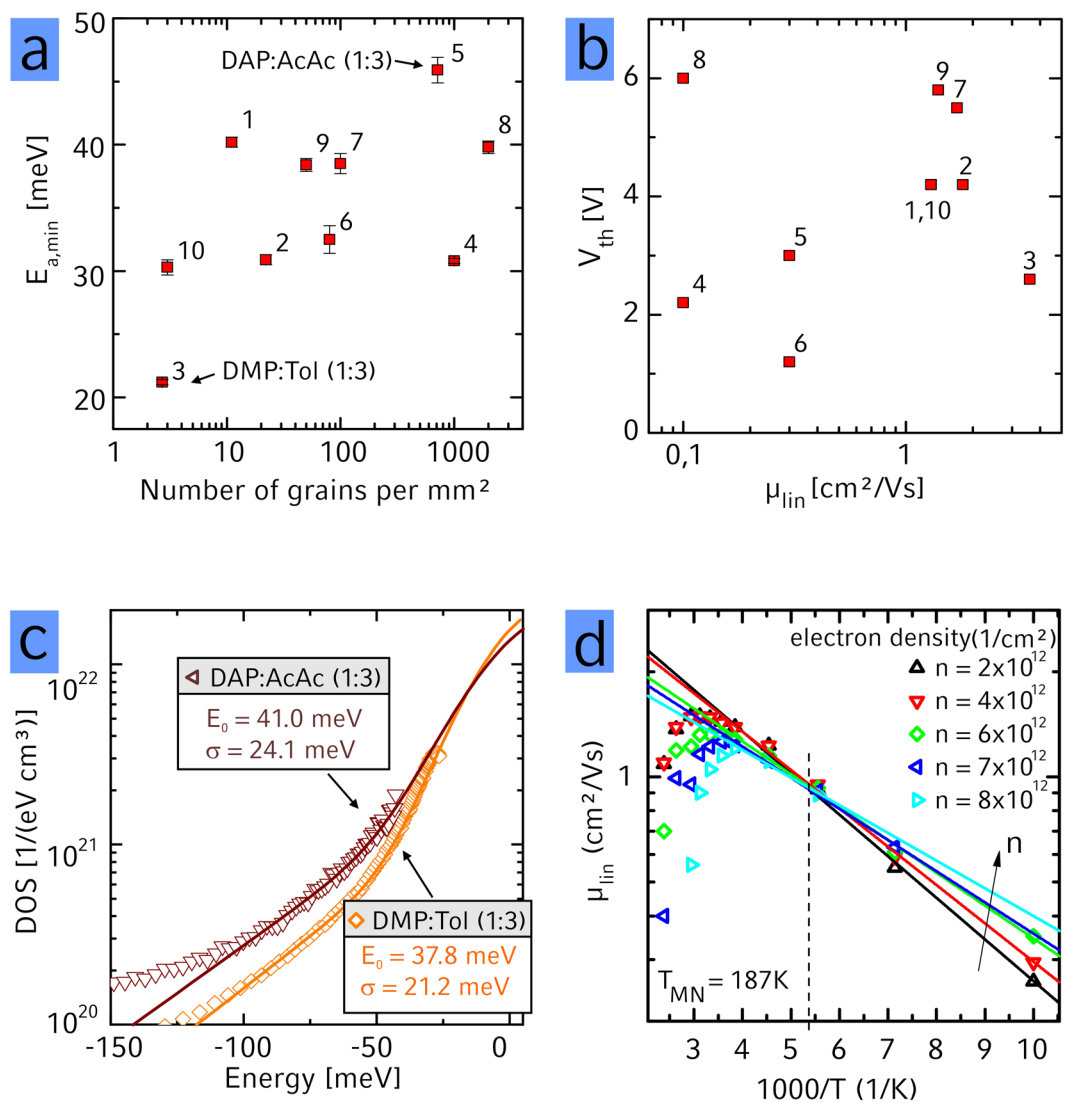 a
50
40
30
20
E a,min [meV]
DAP:AcAc (1:3)
5
1
9
7
8
10
2
6
4
3
DMP:Tol (1:3)
1
10
100
1000
Number of grains per mm²
b
6
4
2
0
V th [V]
8
9
7
2
1,10
5
3
4
6
0,1
1
μ lin [cm²/Vs]
c
10²²
10²¹
10²⁰
DOS [1/(eV cm³)]
DAP:AcAc (1:3)
E₀ = 41.0 meV
σ = 24.1 meV
DMP:Tol (1:3)
E₀ = 37.8 meV
σ = 21.2 meV
-150
-100
-50
0
Energy [meV]
d
electron density(1/cm²)
n = 2x10¹²
n = 4x10¹²
n = 6x10¹²
n = 7x10¹²
n = 8x10¹²
1
μ lin (cm²/Vs)
n
T MN = 187K
3
4
5
6
7
8
9
10
1000/T (1/K)